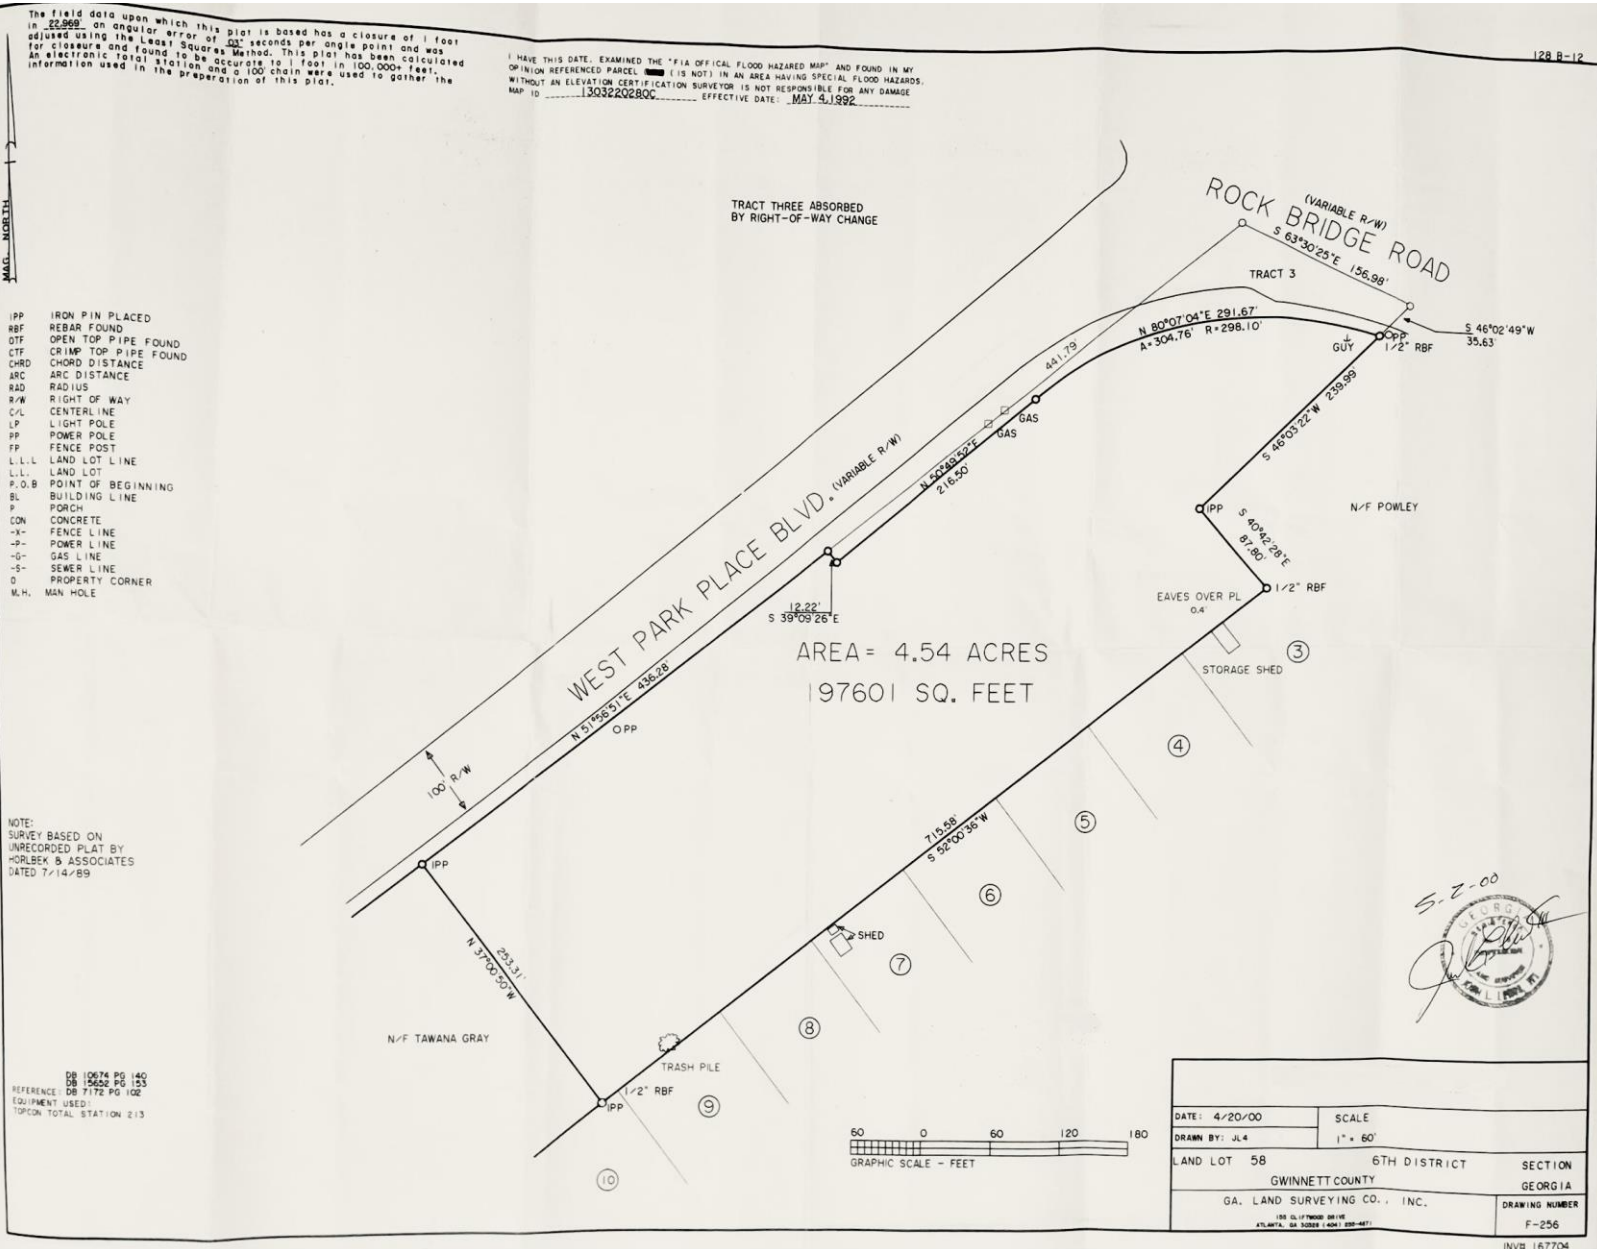 The field data upon which this plat is based has a closure of 1 foot
in 22,969' an angular error of 03" seconds per angle point and was
adjused using the Least Squares Method. This plat has been calculated
for closeure and found to be accurate to 1 foot in 100,000+ feet.
An electronic total station and a 100' chain were used to gather the
information used in the preperation of this plat.
I HAVE THIS DATE, EXAMINED THE "FIA OFFICAL FLOOD HAZARED MAP" AND FOUND IN MY
OPINION REFERENCED PARCEL ( IS NOT ) IN AN AREA HAVING SPECIAL FLOOD HAZARDS.
WITHOUT AN ELEVATION CERTIFICATION SURVEYOR IS NOT RESPONSIBLE FOR ANY DAMAGE
MAP ID 1303220280C EFFECTIVE DATE: MAY 4,1992
128 B-12
MAG. NORTH
TRACT THREE ABSORBED
BY RIGHT-OF-WAY CHANGE
ROCK BRIDGE ROAD
(VARIABLE R/W)
S 63°30'25"E 156.98'
TRACT 3
N 80°07'04"E 291.67'
A=304.76' R=298.10'
S 46°02'49"W
35.63'
IPP
GUY
1/2" RBF
441.79'
GAS
GAS
S 46°03'22"W 239.99'
N 50°49'52"E
216.50'
IPP IRON PIN PLACED
RBF REBAR FOUND
OTF OPEN TOP PIPE FOUND
CTF CRIMP TOP PIPE FOUND
CHRD CHORD DISTANCE
ARC ARC DISTANCE
RAD RADIUS
R/W RIGHT OF WAY
C/L CENTERLINE
LP LIGHT POLE
PP POWER POLE
FP FENCE POST
L.L.L LAND LOT LINE
L.L. LAND LOT
P.O.B POINT OF BEGINNING
BL BUILDING LINE
P PORCH
CON CONCRETE
-X- FENCE LINE
-P- POWER LINE
-G- GAS LINE
-S- SEWER LINE
O PROPERTY CORNER
M.H. MAN HOLE
WEST PARK PLACE BLVD. (VARIABLE R/W)
IPP
N/F POWLEY
S 40°42'28"E
87.80'
1/2" RBF
EAVES OVER PL
0.4'
12.22'
S 39°09'26"E
AREA= 4.54 ACRES
197601 SQ. FEET
STORAGE SHED
3
N 51°56'51"E 436.28'
PP
4
100' R/W
5
715.58'
S 52°00'36"W
NOTE:
SURVEY BASED ON
UNRECORDED PLAT BY
HORLBEK & ASSOCIATES
DATED 7/14/89
IPP
6
5-2-00
GEORGIA
SHED
7
253.31'
N 37°00'50"W
8
N/F TAWANA GRAY
TRASH PILE
1/2" RBF
IPP
9
10
DB 10674 PG 140
DB 15652 PG 153
REFERENCE: DB 7172 PG 102
EQUIPMENT USED:
TOPCON TOTAL STATION 213
60 0 60 120 180
GRAPHIC SCALE - FEET
DATE: 4/20/00
SCALE
DRAWN BY: JL4
1" = 60'
LAND LOT 58 6TH DISTRICT SECTION
GWINNETT COUNTY GEORGIA
GA. LAND SURVEYING CO., INC.
DRAWING NUMBER
F-256
INV# 167704